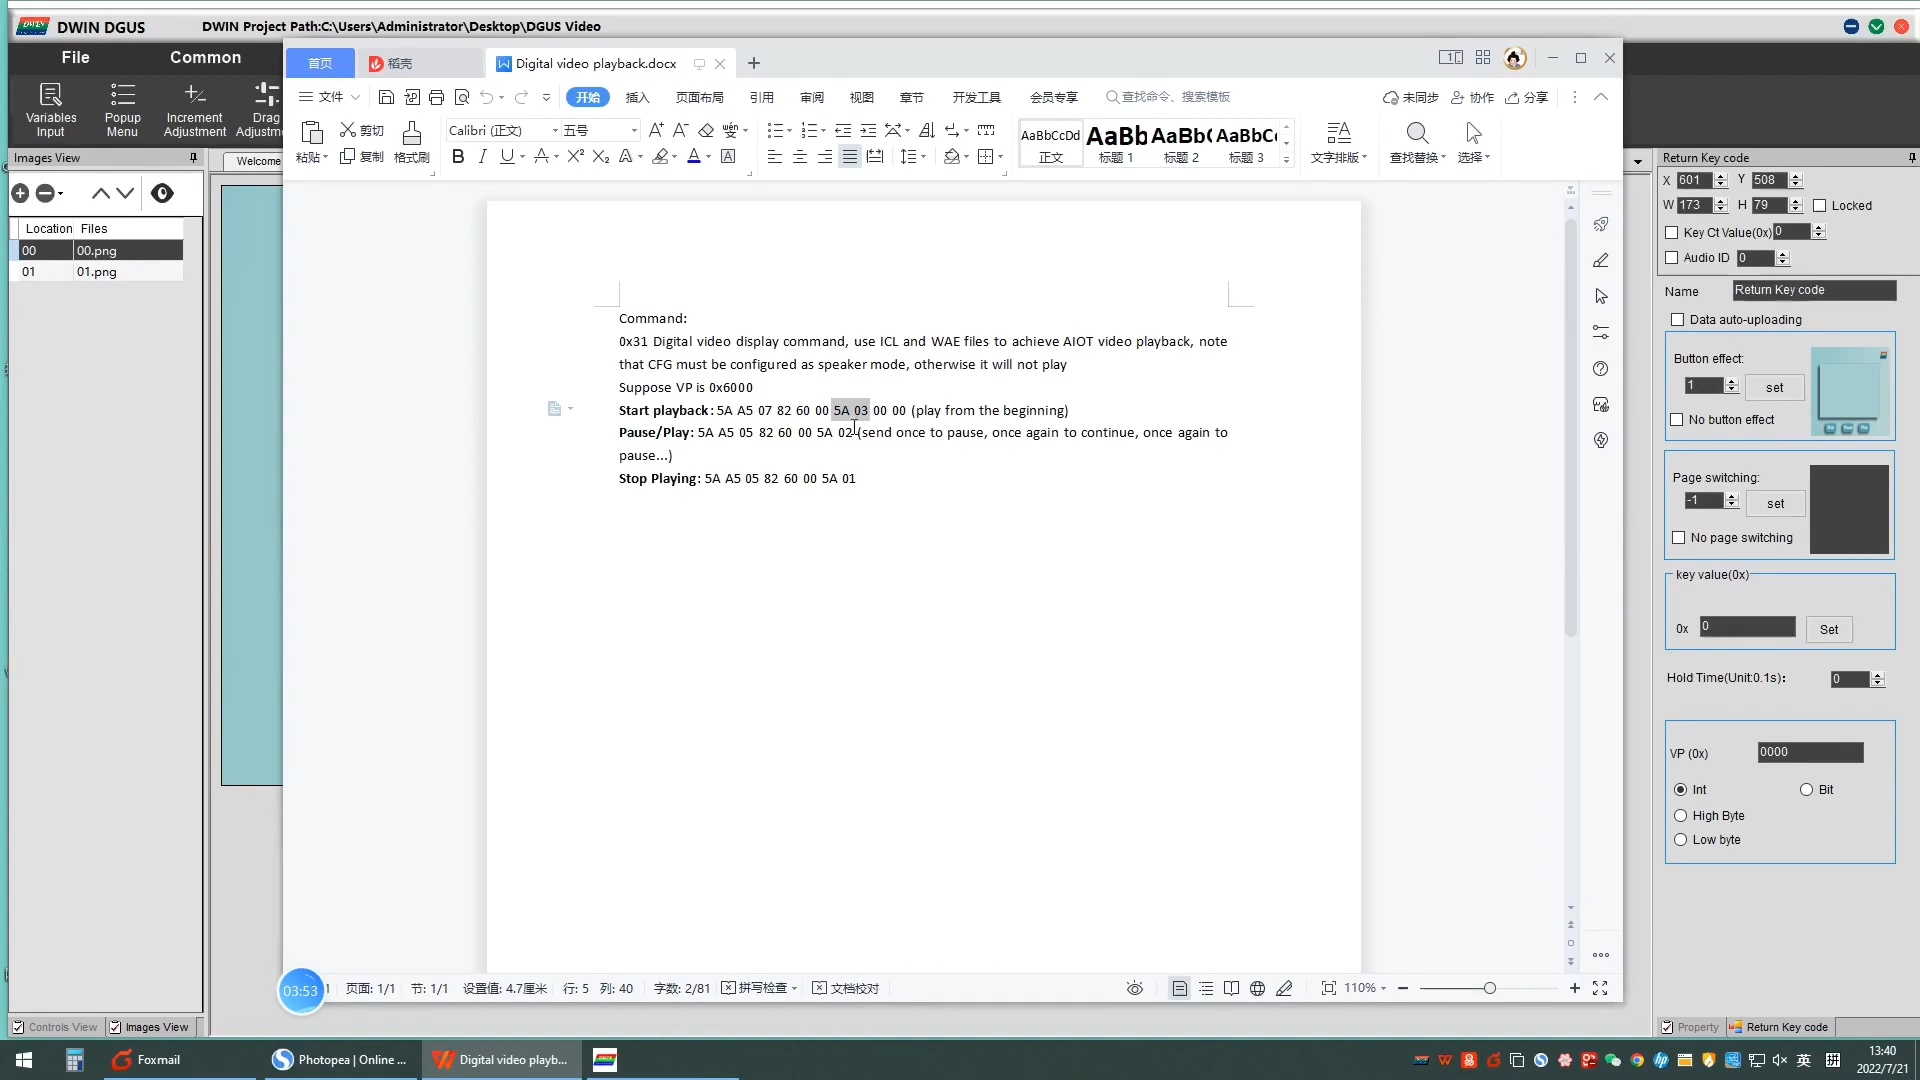 DWIN DGUS
DWIN Project Path:C:\Users\Administrator\Desktop\DGUS Video
File
Common
Variables Input
Popup Menu
Increment Adjustment
Drag
Adjustme
Images View
Location Files
00 00.png
01 01.png
Controls View
Images View
Welcome
首页
稻壳
Digital video playback.docx
文件
开始
插入
页面布局
引用
审阅
视图
章节
开发工具
会员专享
查找命令、搜索模板
未同步
协作
分享
粘贴
剪切
复制
格式刷
Calibri (正文)
五号
AaBbCcDd
正文
AaBb
标题 1
AaBb(
标题 2
AaBbC
标题 3
文字排版
查找替换
选择
Command:
0x31 Digital video display command, use ICL and WAE files to achieve AIOT video playback, note
that CFG must be configured as speaker mode, otherwise it will not play
Suppose VP is 0x6000
Start playback: 5A A5 07 82 60 00 5A 03 00 00 (play from the beginning)
Pause/Play: 5A A5 05 82 60 00 5A 02 (send once to pause, once again to continue, once again to
pause...)
Stop Playing: 5A A5 05 82 60 00 5A 01
03:53
页面: 1/1
节: 1/1
设置值: 4.7厘米
行: 5
列: 40
字数: 2/81
拼写检查
文档校对
110%
Return Key code
X 601 Y 508
W 173 H 79 Locked
Key Ct Value(0x) 0
Audio ID 0
Name Return Key code
Data auto-uploading
Button effect:
1 set
No button effect
Page switching:
-1 set
No page switching
key value(0x)
0x 0 Set
Hold Time(Unit:0.1s): 0
VP (0x) 0000
Int
Bit
High Byte
Low byte
Property
Return Key code
Foxmail
Photopea | Online ...
Digital video playb...
英
拼
13:40
2022/7/21